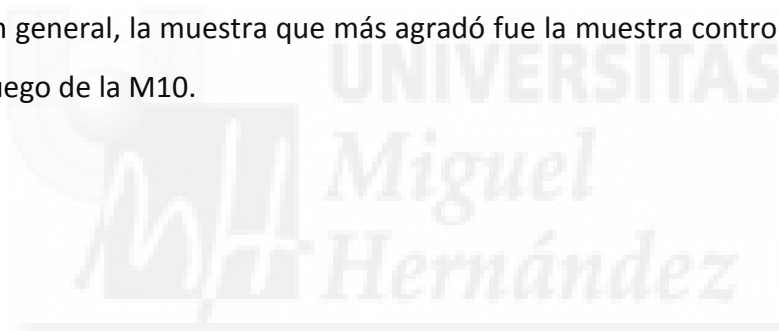 n general, la muestra que más agradó fue la muestra contro
uego de la M10.
UNIVERSITAS
Miguel
Hernández